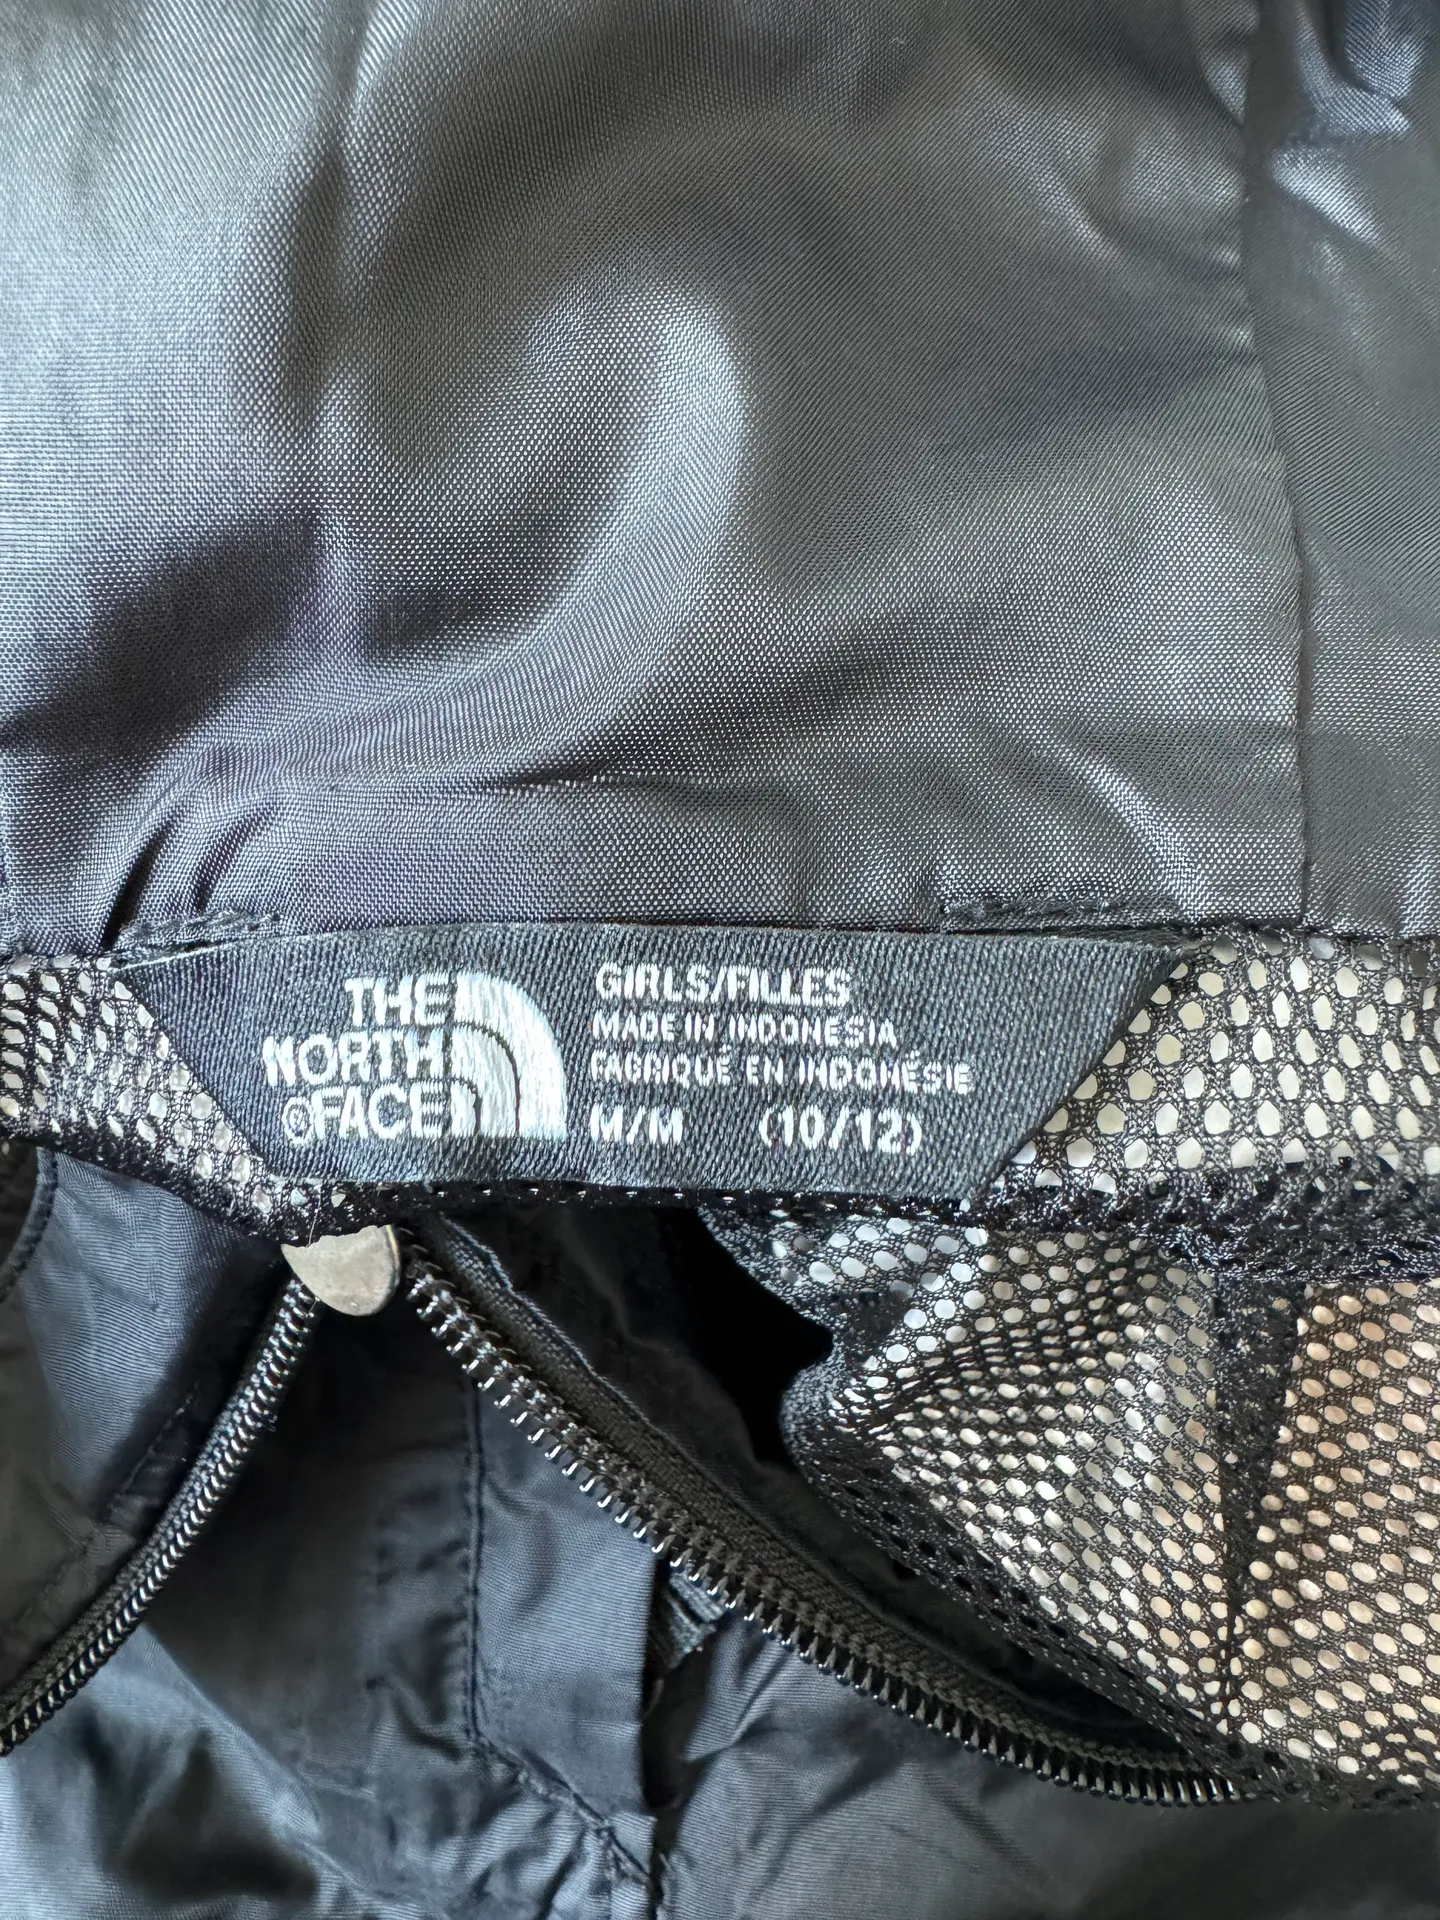 THE
NORTH
®FACE
GIRLS/FILLES
MADE IN INDONESIA
FABRIQUÉ EN INDONÉSIE
M/M (10/12)